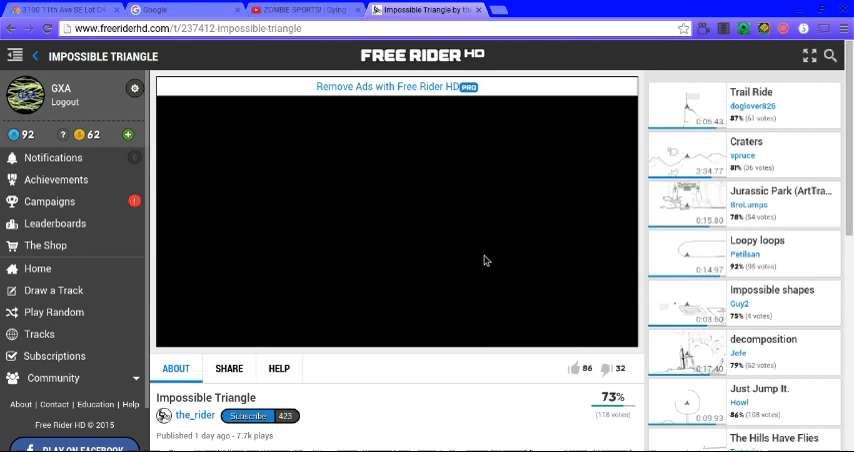 3100 11th Ave SE Lot C4
Google
ZOMBIE SPORTS! | Gying
Impossible Triangle by the
www.freeriderhd.com/t/237412-impossible-triangle
IMPOSSIBLE TRIANGLE
FREE RIDER HD
GXA
Logout
92
?
62
Notifications
0
Achievements
Campaigns
!
Leaderboards
The Shop
Home
Draw a Track
Play Random
Tracks
Subscriptions
Community
About | Contact | Education | Help
Free Rider HD © 2015
PLAY ON FACEBOOK
Remove Ads with Free Rider HD PRO
ABOUT
SHARE
HELP
86
32
Impossible Triangle
the_rider
Subscribe
423
73%
(118 votes)
Published 1 day ago - 7.7k plays
Trail Ride
doglover826
87% (51 votes)
0:06.43
Craters
spruce
81% (36 votes)
3:34.77
Jurassic Park (ArtTra...
BroLumps
78% (54 votes)
0:15.80
Loopy loops
Petilsan
92% (95 votes)
0:14.97
Impossible shapes
Guy2
75% (4 votes)
0:03.60
decomposition
Jefe
79% (62 votes)
0:17.40
Just Jump It.
Howl
86% (108 votes)
0:09.93
The Hills Have Flies